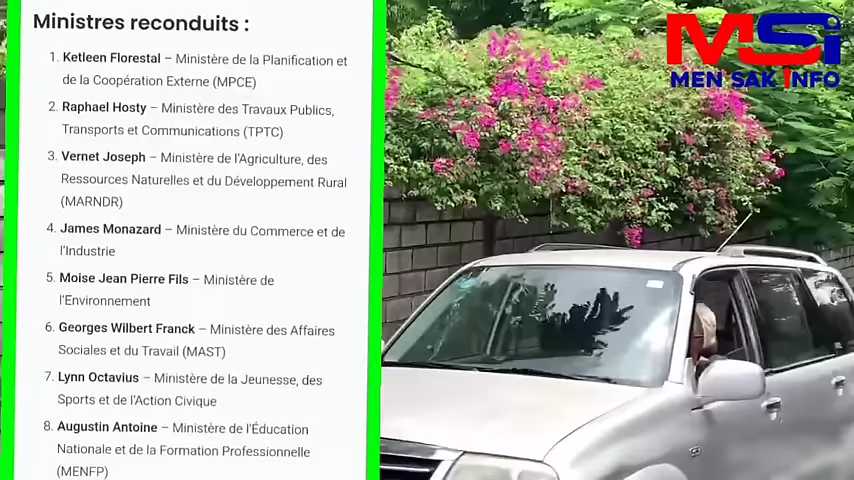 Ministres reconduits :
1. Ketleen Florestal – Ministère de la Planification et
de la Coopération Externe (MPCE)
2. Raphael Hosty – Ministère des Travaux Publics,
Transports et Communications (TPTC)
3. Vernet Joseph – Ministère de l'Agriculture, des
Ressources Naturelles et du Développement Rural
(MARNDR)
4. James Monazard – Ministère du Commerce et de
l'Industrie
5. Moise Jean Pierre Fils – Ministère de
l'Environnement
6. Georges Wilbert Franck – Ministère des Affaires
Sociales et du Travail (MAST)
7. Lynn Octavius – Ministère de la Jeunesse, des
Sports et de l'Action Civique
8. Augustin Antoine – Ministère de l'Éducation
Nationale et de la Formation Professionnelle
(MENFP)
MSi
MEN SAK INFO